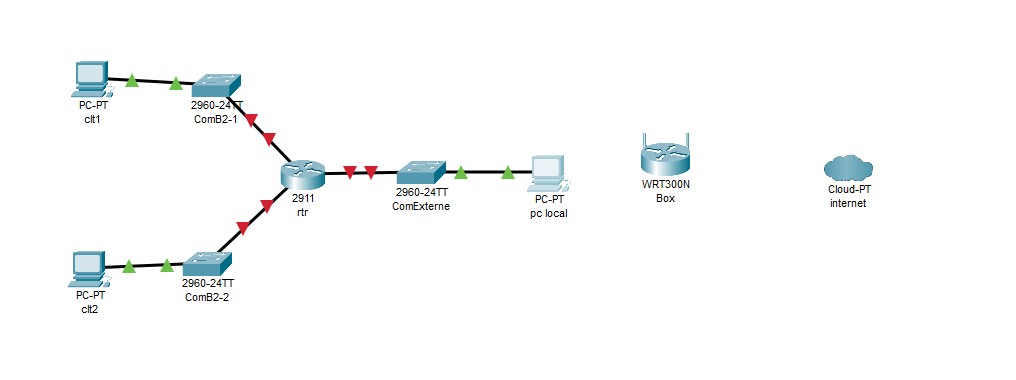 PC-PT
clt1
2960-24TT
ComB2-1
2911
rtr
2960-24TT
ComExterne
PC-PT
pc local
WRT300N
Box
Cloud-PT
internet
PC-PT
clt2
2960-24TT
ComB2-2